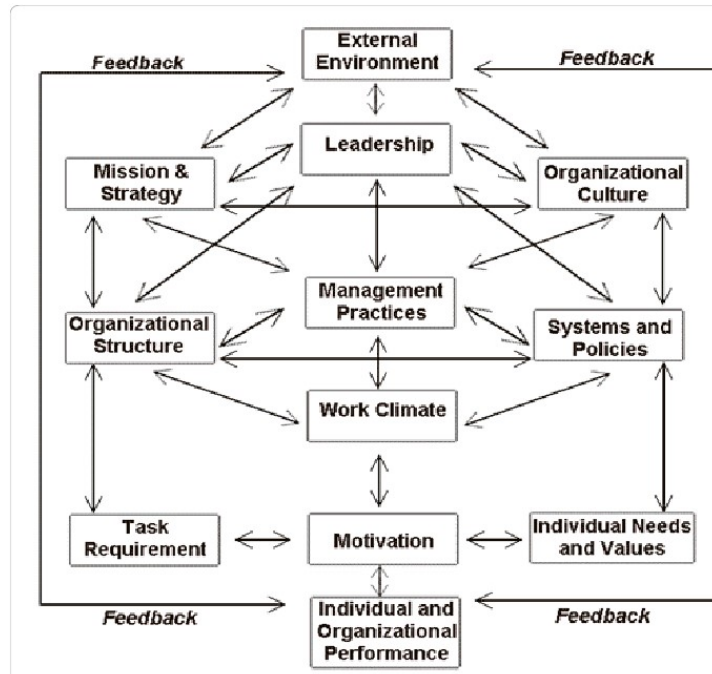 External
Environment
Feedback
Feedback
Leadership
Mission &
Strategy
Organizational
Culture
Management
Practices
Organizational
Structure
Systems and
Policies
Work Climate
Task
Requirement
Motivation
Individual Needs
and Values
Feedback
Individual and
Organizational
Performance
Feedback